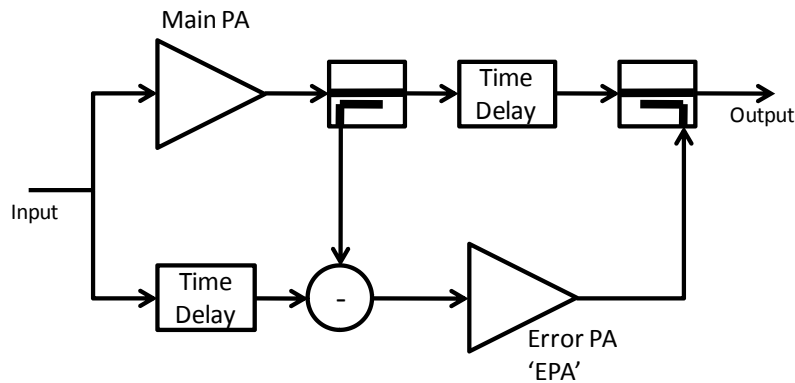 Main PA
Time
Delay
Output
Input
Time
Delay
-
Error PA
'EPA'